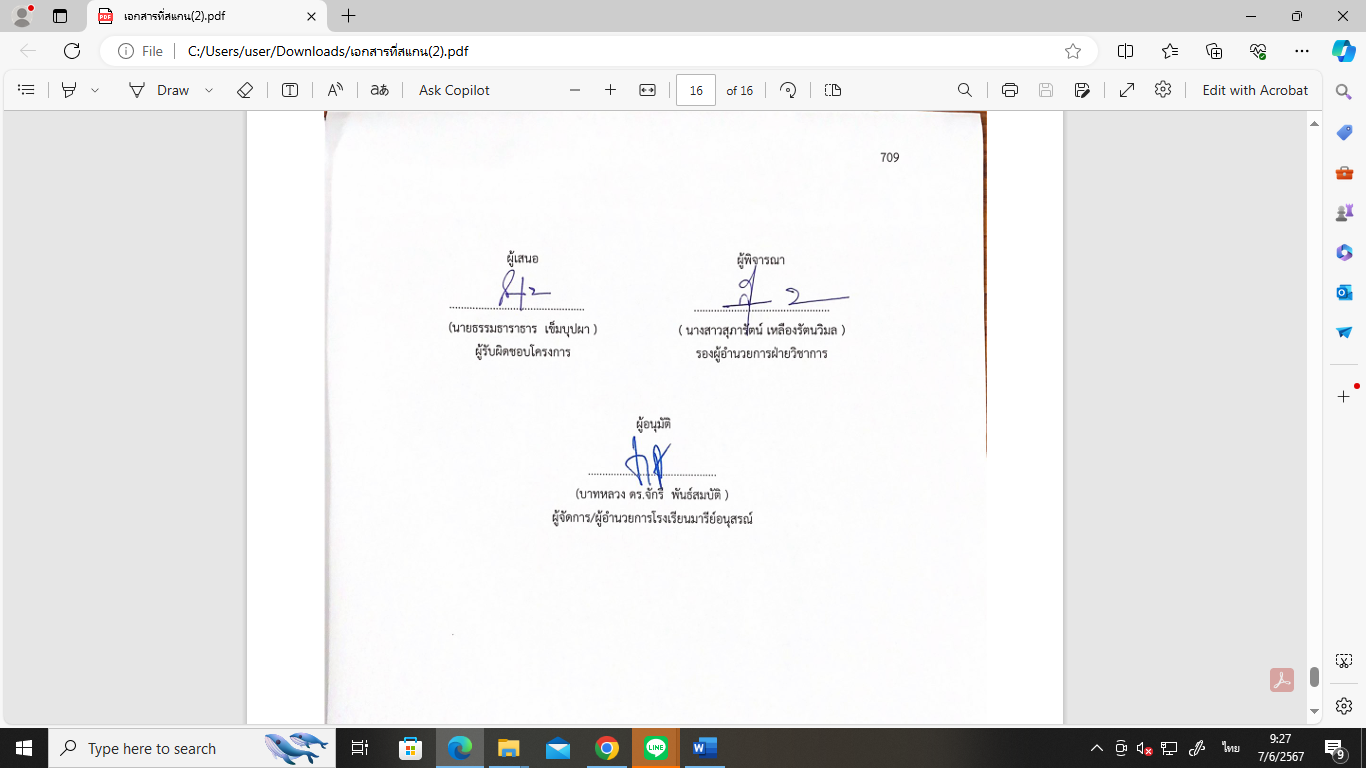 เอกสารที่สแกน(2).pdf
File
C:/Users/user/Downloads/เอกสารที่สแกน(2).pdf
Draw
Ask Copilot
16
of 16
Edit with Acrobat
709
ผู้เสนอ
ผู้พิจารณา
(นายธรรมธาราธาร เข็มบุปผา )
( นางสาวสุภารัตน์ เหลืองรัตนวิมล )
ผู้รับผิดชอบโครงการ
รองผู้อำนวยการฝ่ายวิชาการ
ผู้อนุมัติ
(บาทหลวง ดร.จักรี พันธ์สมบัติ )
ผู้จัดการ/ผู้อำนวยการโรงเรียนมารีย์อนุสรณ์
Type here to search
LINE
ไทย
9:27
7/6/2567
9